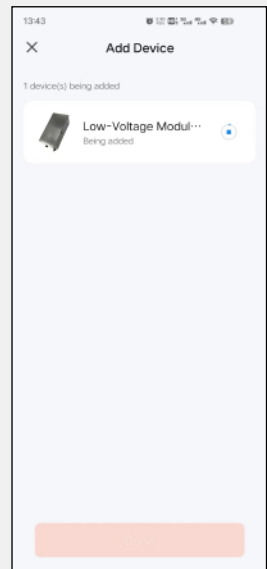 13:43
Add Device
1 device(s) being added
Low-Voltage Modul···
Being added